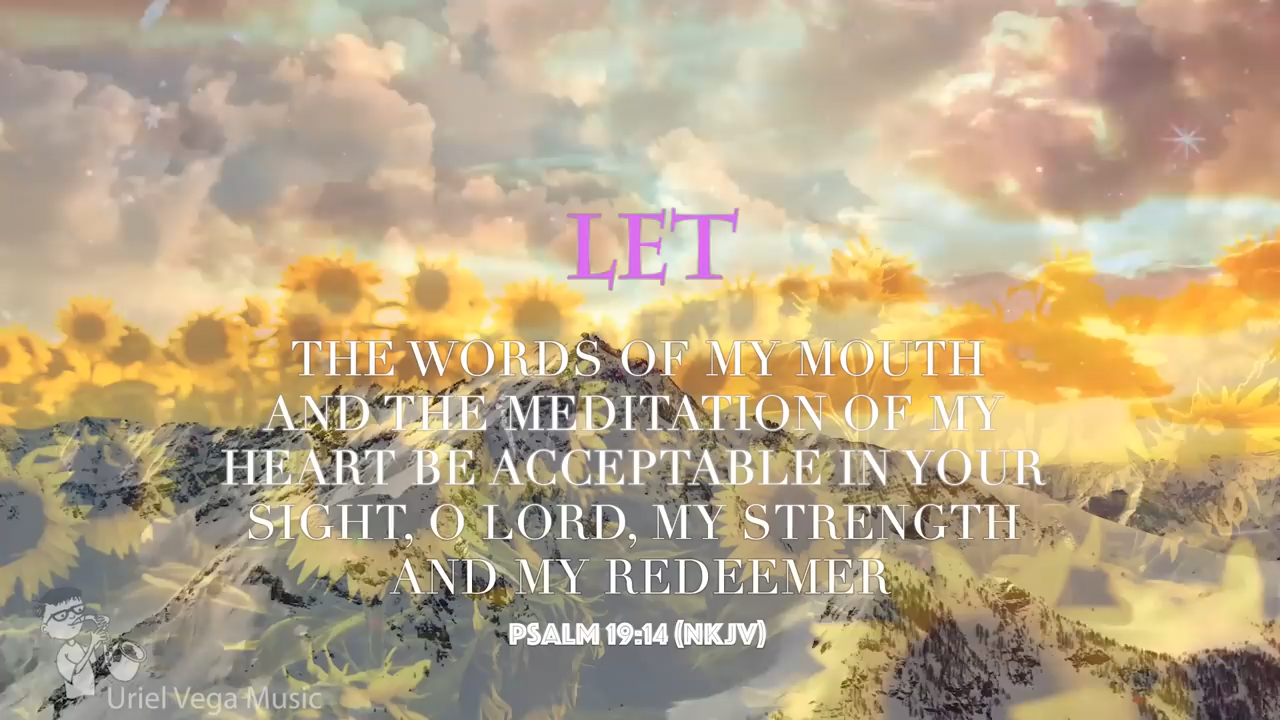 LET
THE WORDS OF MY MOUTH
AND THE MEDITATION OF MY
HEART BE ACCEPTABLE IN YOUR
SIGHT, O LORD, MY STRENGTH
AND MY REDEEMER
PSALM 19:14 (NKJV)
Uriel Vega Music